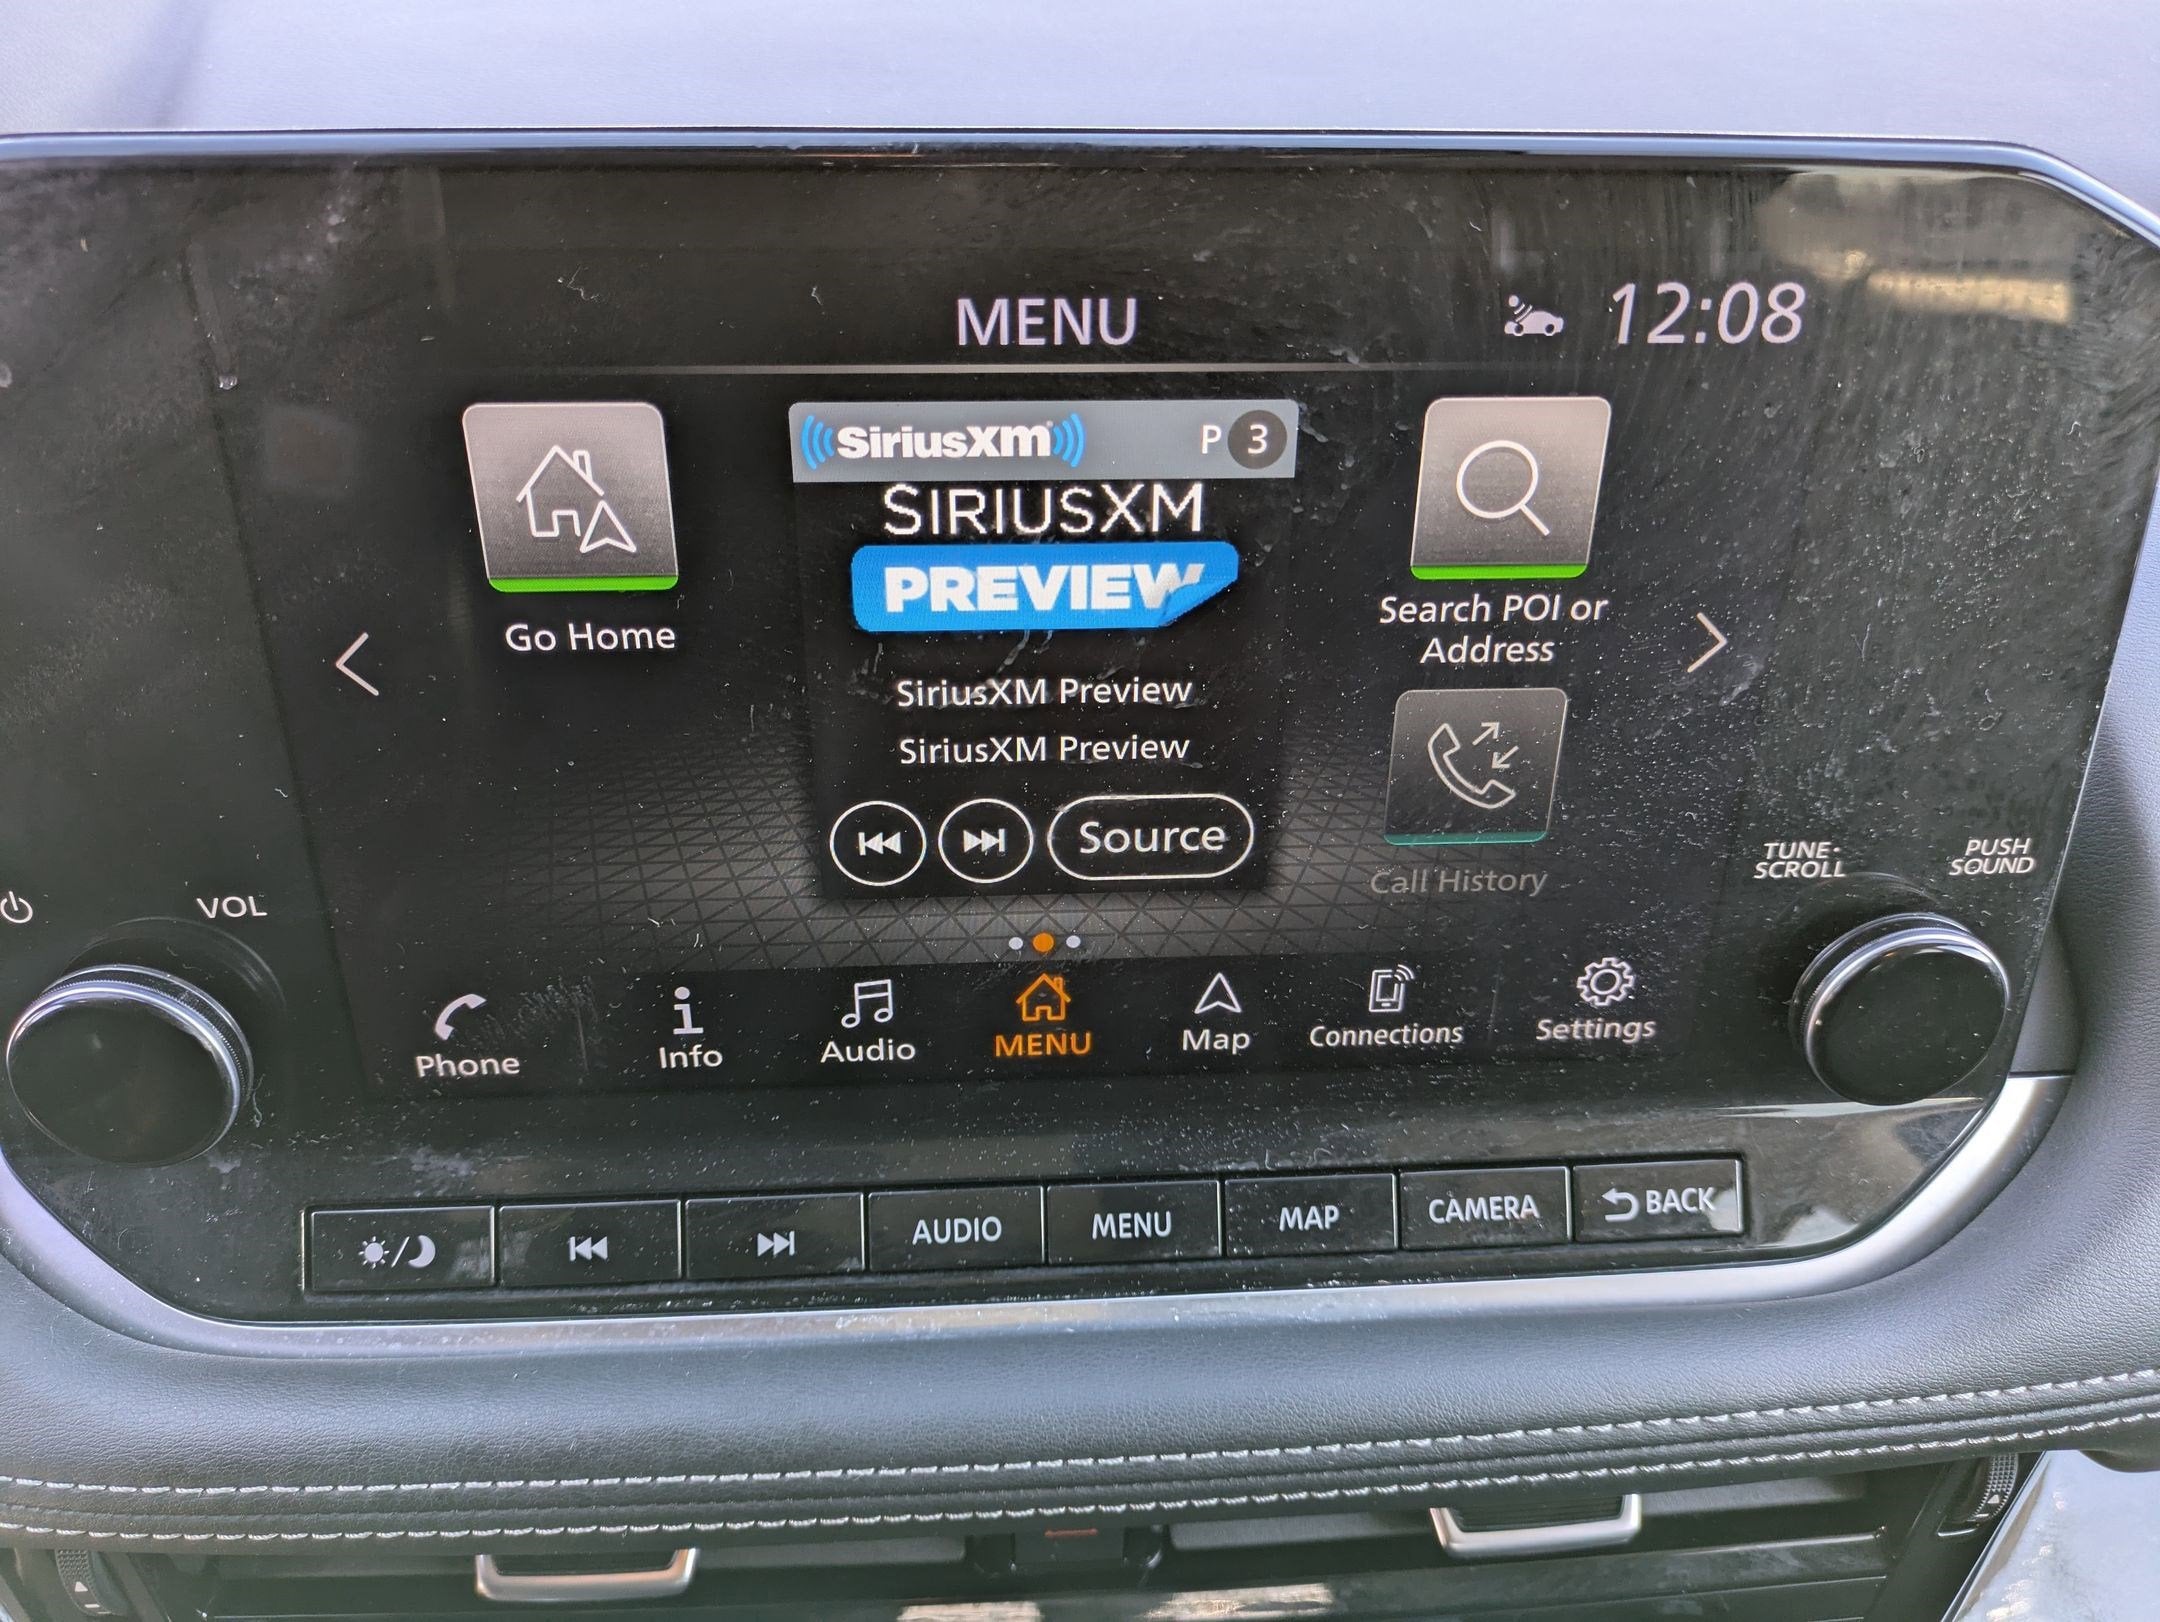 MENU
12:08
SiriusXM P 3
SIRIUSXM
PREVIEW
SiriusXM Preview
SiriusXM Preview
Source
Go Home
Search POI or
Address
Call History
VOL
TUNE·
SCROLL
PUSH
SOUND
Phone
Info
Audio
MENU
Map
Connections
Settings
AUDIO
MENU
MAP
CAMERA
BACK